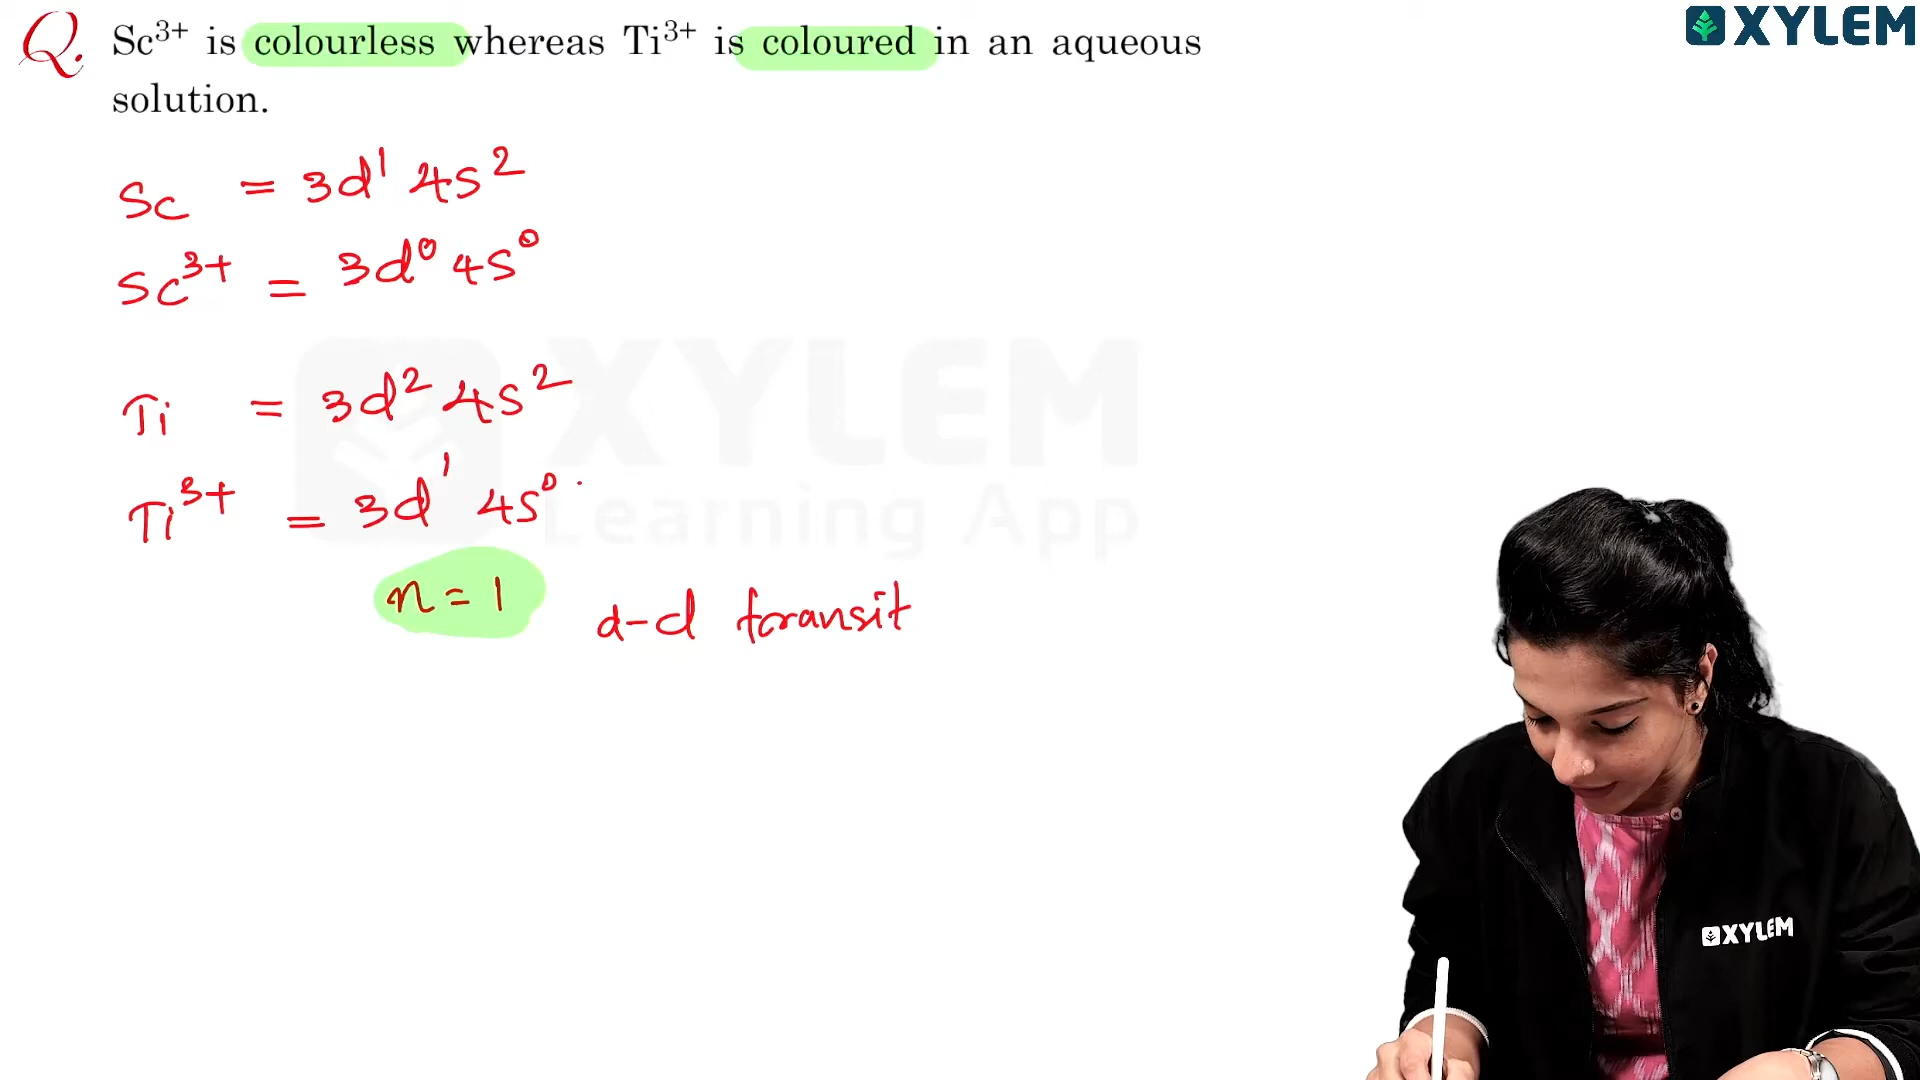 Q. Sc³⁺ is colourless whereas Ti³⁺ is coloured in an aqueous
solution.
XYLEM
Sc = 3d¹ 4s²
Sc³⁺ = 3d⁰ 4s⁰
Ti = 3d² 4s²
Ti³⁺ = 3d¹ 4s⁰
n = 1
d-d transit
XYLEM
Learning App
XYLEM